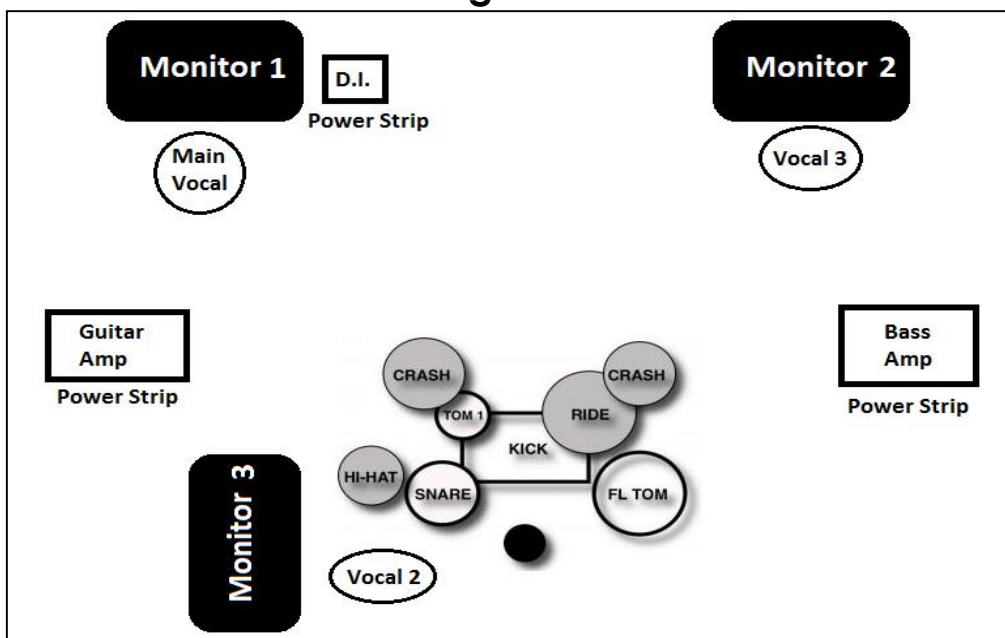 Monitor 1
D.I.
Power Strip
Monitor 2
Main
Vocal
Vocal 3
Guitar
Amp
Power Strip
Bass
Amp
Power Strip
CRASH
CRASH
TOM 1
RIDE
KICK
HI-HAT
SNARE
FL TOM
Monitor 3
Vocal 2